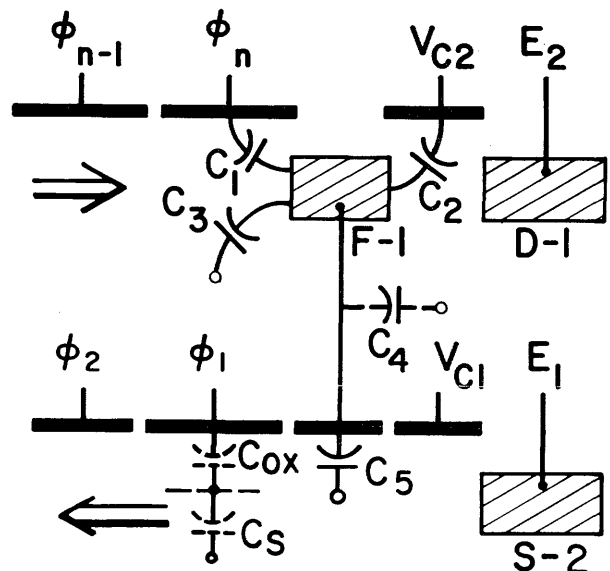 ϕn-1 ϕn VC2 E2
C1 C2
C3 F-1 D-1
C4
ϕ2 ϕ1 VC1 E1
COX C5
CS S-2